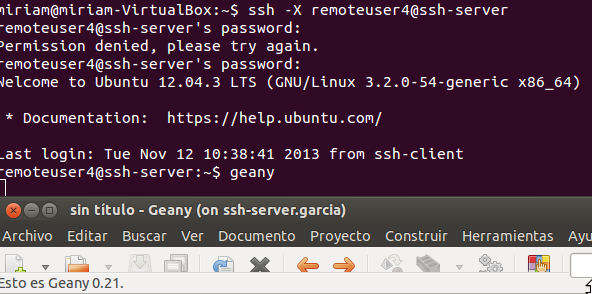 miriam@miriam-VirtualBox:~$ ssh -X remoteuser4@ssh-server
remoteuser4@ssh-server's password:
Permission denied, please try again.
remoteuser4@ssh-server's password:
Welcome to Ubuntu 12.04.3 LTS (GNU/Linux 3.2.0-54-generic x86_64)
* Documentation:  https://help.ubuntu.com/
Last login: Tue Nov 12 10:38:41 2013 from ssh-client
remoteuser4@ssh-server:~$ geany
sin título - Geany (on ssh-server.garcia)
Archivo Editar Buscar Ver Documento Proyecto Construir Herramientas Ayu
Esto es Geany 0.21.